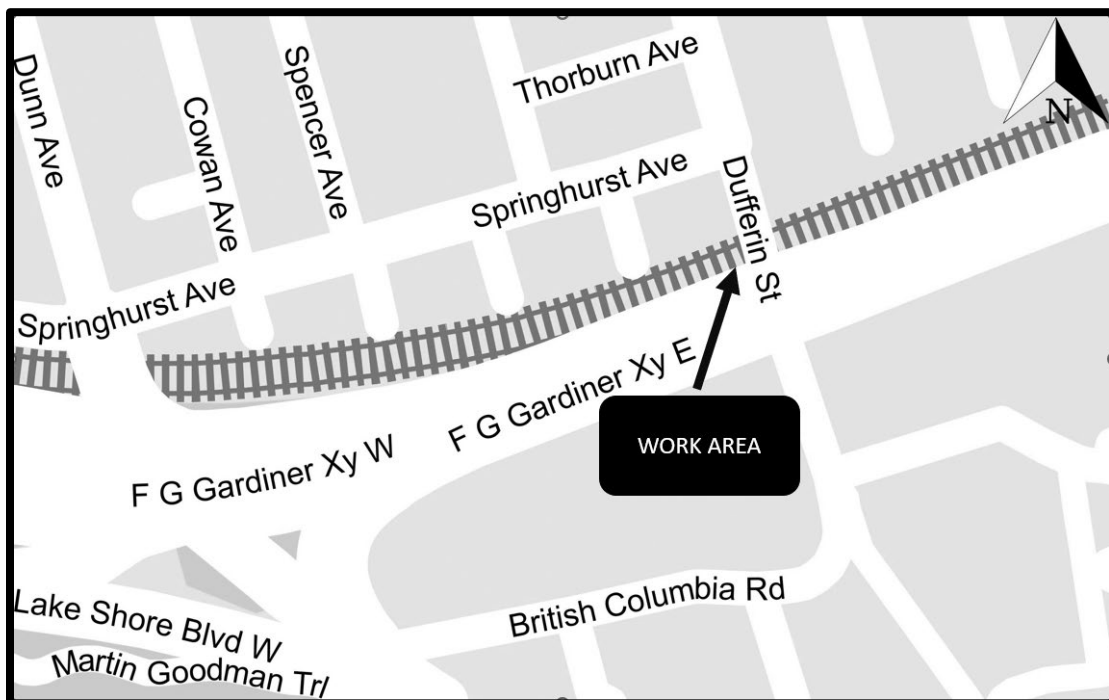 Thorburn Ave
Dunn Ave
Cowan Ave
Spencer Ave
N
Springhurst Ave
Dufferin St
Springhurst Ave
F G Gardiner Xy E
WORK AREA
F G Gardiner Xy W
British Columbia Rd
Lake Shore Blvd W
Martin Goodman Trl